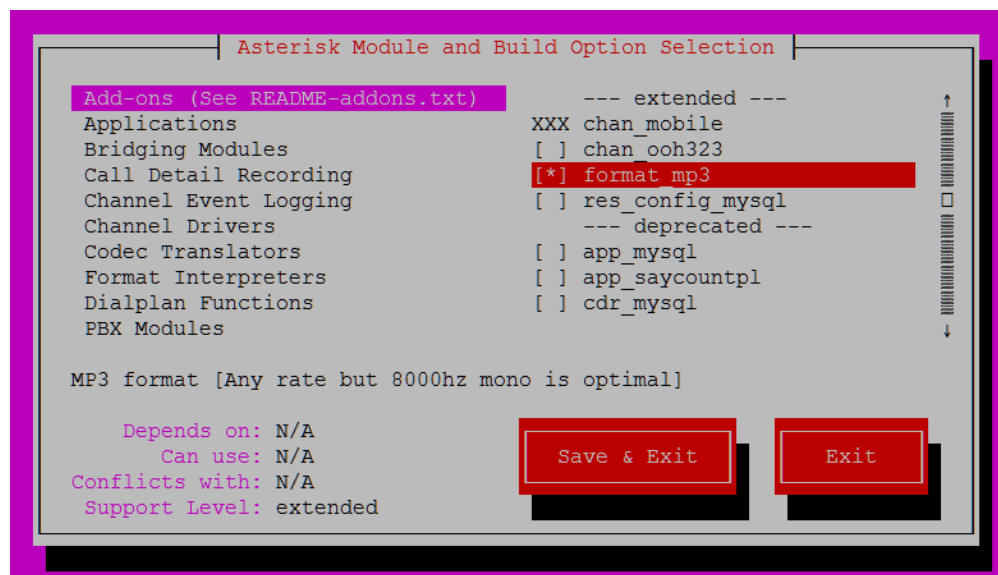 Asterisk Module and Build Option Selection
Add-ons (See README-addons.txt) --- extended ---
Applications XXX chan_mobile
Bridging Modules [ ] chan_ooh323
Call Detail Recording [*] format_mp3
Channel Event Logging [ ] res_config_mysql
Channel Drivers --- deprecated ---
Codec Translators [ ] app_mysql
Format Interpreters [ ] app_saycountpl
Dialplan Functions [ ] cdr_mysql
PBX Modules
MP3 format [Any rate but 8000hz mono is optimal]
Depends on: N/A
Can use: N/A
Conflicts with: N/A
Support Level: extended
Save & Exit
Exit